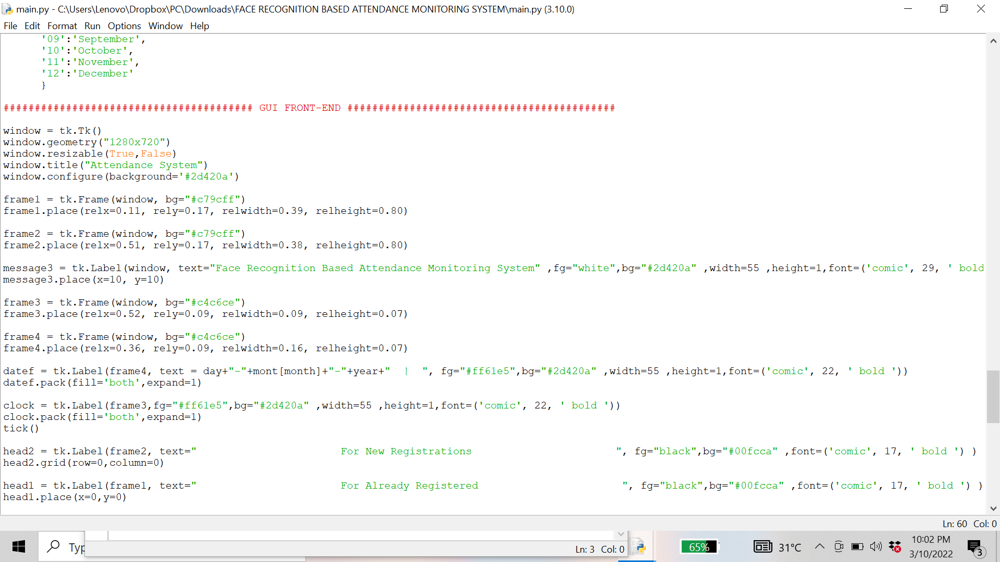 main.py - C:\Users\Lenovo\Dropbox\PC\Downloads\FACE RECOGNITION BASED ATTENDANCE MONITORING SYSTEM\main.py (3.10.0)
File Edit Format Run Options Window Help
'09':'September',
'10':'October',
'11':'November',
'12':'December'
}
######################################## GUI FRONT-END ###########################################
window = tk.Tk()
window.geometry("1280x720")
window.resizable(True,False)
window.title("Attendance System")
window.configure(background='#2d420a')
frame1 = tk.Frame(window, bg="#c79cff")
frame1.place(relx=0.11, rely=0.17, relwidth=0.39, relheight=0.80)
frame2 = tk.Frame(window, bg="#c79cff")
frame2.place(relx=0.51, rely=0.17, relwidth=0.38, relheight=0.80)
message3 = tk.Label(window, text="Face Recognition Based Attendance Monitoring System" ,fg="white",bg="#2d420a" ,width=55 ,height=1,font=('comic', 29, ' bold
message3.place(x=10, y=10)
frame3 = tk.Frame(window, bg="#c4c6ce")
frame3.place(relx=0.52, rely=0.09, relwidth=0.09, relheight=0.07)
frame4 = tk.Frame(window, bg="#c4c6ce")
frame4.place(relx=0.36, rely=0.09, relwidth=0.16, relheight=0.07)
datef = tk.Label(frame4, text = day+"-"+mont[month]+"-"+year+"  |  ", fg="#ff61e5",bg="#2d420a" ,width=55 ,height=1,font=('comic', 22, ' bold '))
datef.pack(fill='both',expand=1)
clock = tk.Label(frame3,fg="#ff61e5",bg="#2d420a" ,width=55 ,height=1,font=('comic', 22, ' bold '))
clock.pack(fill='both',expand=1)
tick()
head2 = tk.Label(frame2, text="                       For New Registrations                       ", fg="black",bg="#00fcca" ,font=('comic', 17, ' bold ') )
head2.grid(row=0,column=0)
head1 = tk.Label(frame1, text="                       For Already Registered                       ", fg="black",bg="#00fcca" ,font=('comic', 17, ' bold ') )
head1.place(x=0,y=0)
Ln: 60 Col: 0
Ln: 3 Col: 0
Typ
65%
31°C
10:02 PM
3/10/2022
3